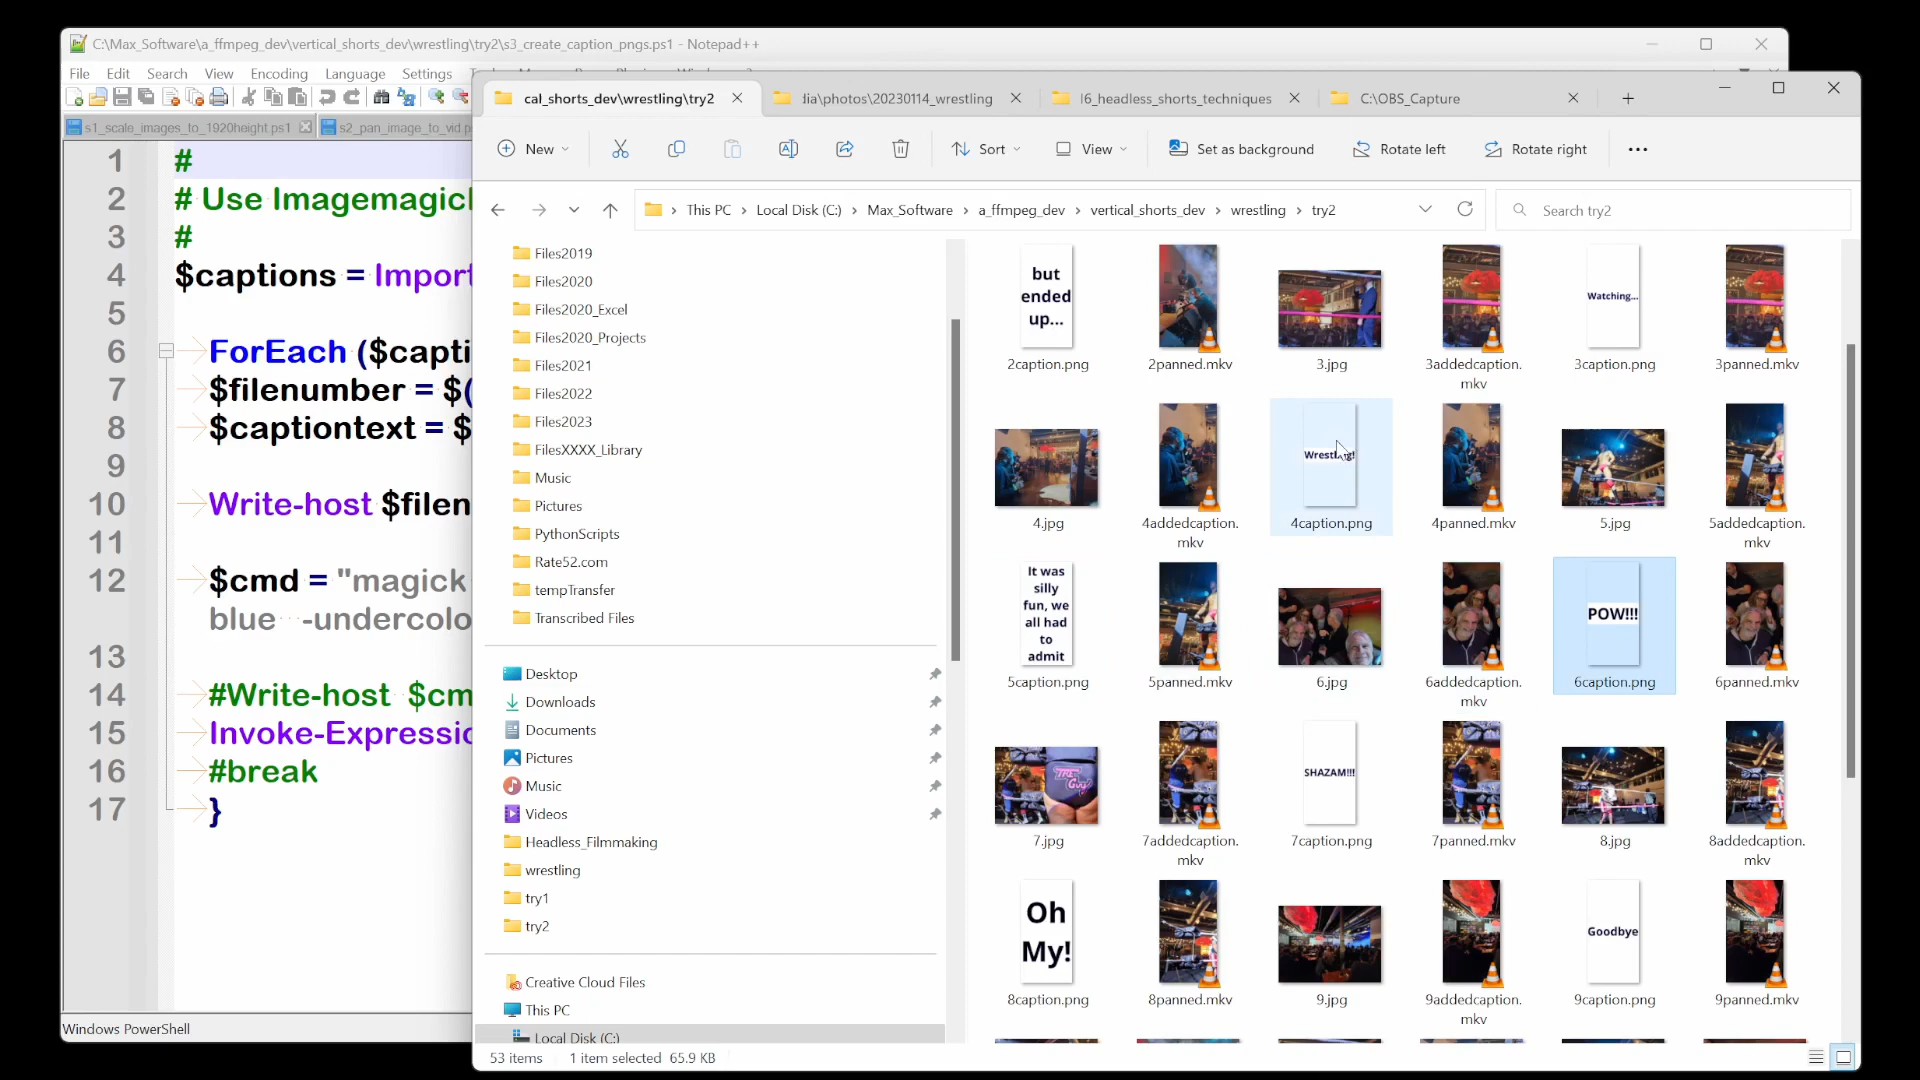 C:\Max_Software\a_ffmpeg_dev\vertical_shorts_dev\wrestling\try2\s3_create_caption_pngs.ps1 - Notepad++
File Edit Search View Encoding Language Settings
s1_scale_images_to_1920height.ps1 s2_pan_image_to_vid.p
1 #
2 # Use Imagemagick
3 #
4 $captions = Import
5
6 ForEach ($capti
7 $filenumber = $(
8 $captiontext = $
9
10 Write-host $filen
11
12 $cmd = "magick
blue -undercolo
13
14 #Write-host $cm
15 Invoke-Expressio
16 #break
17 }
Windows PowerShell
cal_shorts_dev\wrestling\try2 dia\photos\20230114_wrestling l6_headless_shorts_techniques C:\OBS_Capture
New Sort View Set as background Rotate left Rotate right
This PC Local Disk (C:) Max_Software a_ffmpeg_dev vertical_shorts_dev wrestling try2
Search try2
Files2019
Files2020
Files2020_Excel
Files2020_Projects
Files2021
Files2022
Files2023
FilesXXXX_Library
Music
Pictures
PythonScripts
Rate52.com
tempTransfer
Transcribed Files
Desktop
Downloads
Documents
Pictures
Music
Videos
Headless_Filmmaking
wrestling
try1
try2
Creative Cloud Files
This PC
Local Disk (C:)
but
ended
up...
Watching...
2caption.png 2panned.mkv 3.jpg 3addedcaption.
mkv
3caption.png 3panned.mkv
Wrestling!
4.jpg 4addedcaption.
mkv
4caption.png 4panned.mkv 5.jpg 5addedcaption.
mkv
It was
silly
fun, we
all had
to
admit
POW!!!
5caption.png 5panned.mkv 6.jpg 6addedcaption.
mkv
6caption.png 6panned.mkv
SHAZAM!!!
7.jpg 7addedcaption.
mkv
7caption.png 7panned.mkv 8.jpg 8addedcaption.
mkv
Oh
My!
Goodbye
8caption.png 8panned.mkv 9.jpg 9addedcaption.
mkv
9caption.png 9panned.mkv
53 items 1 item selected 65.9 KB